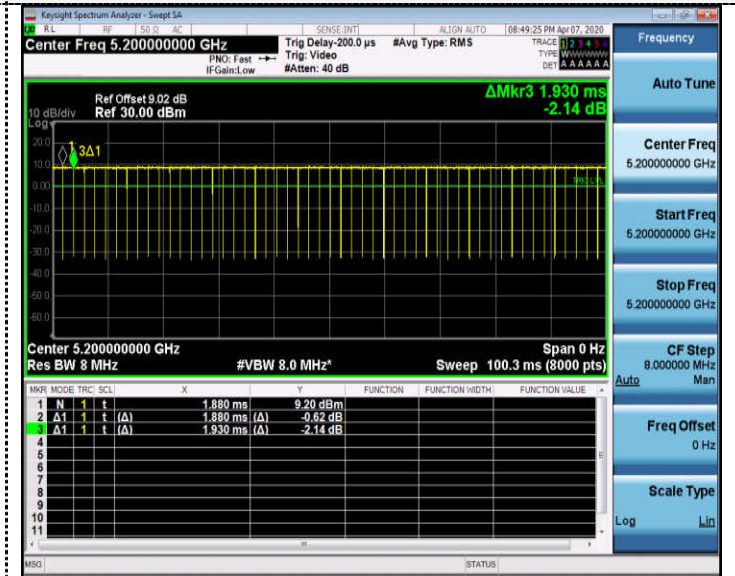 Keysight Spectrum Analyzer - Swept SA
LXI RL RF 50 Ω AC SENSE:INT ALIGN AUTO 08:49:25 PM Apr 07, 2020
Center Freq 5.200000000 GHz
PNO: Fast
IFGain:Low
Trig Delay-200.0 µs
Trig: Video
#Atten: 40 dB
#Avg Type: RMS
TRACE 1 2 3 4 5 6
TYPE WWWWWW
DET A A A A A A
ΔMkr3 1.930 ms
-2.14 dB
Ref Offset 9.02 dB
10 dB/div Ref 30.00 dBm
Log
20.0
10.0
0.00
-10.0
-20.0
-30.0
-40.0
-50.0
-60.0
1
3Δ1
TRIG LVL
Center 5.200000000 GHz Span 0 Hz
Res BW 8 MHz #VBW 8.0 MHz* Sweep 100.3 ms (8000 pts)
MKR MODE TRC SCL X Y FUNCTION FUNCTION WIDTH FUNCTION VALUE
1 N 1 t 1.880 ms 9.20 dBm
2 Δ1 1 t (Δ) 1.880 ms (Δ) -0.62 dB
3 Δ1 1 t (Δ) 1.930 ms (Δ) -2.14 dB
4
5
6
7
8
9
10
11
MSG STATUS
Frequency
Auto Tune
Center Freq
5.200000000 GHz
Start Freq
5.200000000 GHz
Stop Freq
5.200000000 GHz
CF Step
8.000000 MHz
Auto Man
Freq Offset
0 Hz
Scale Type
Log Lin